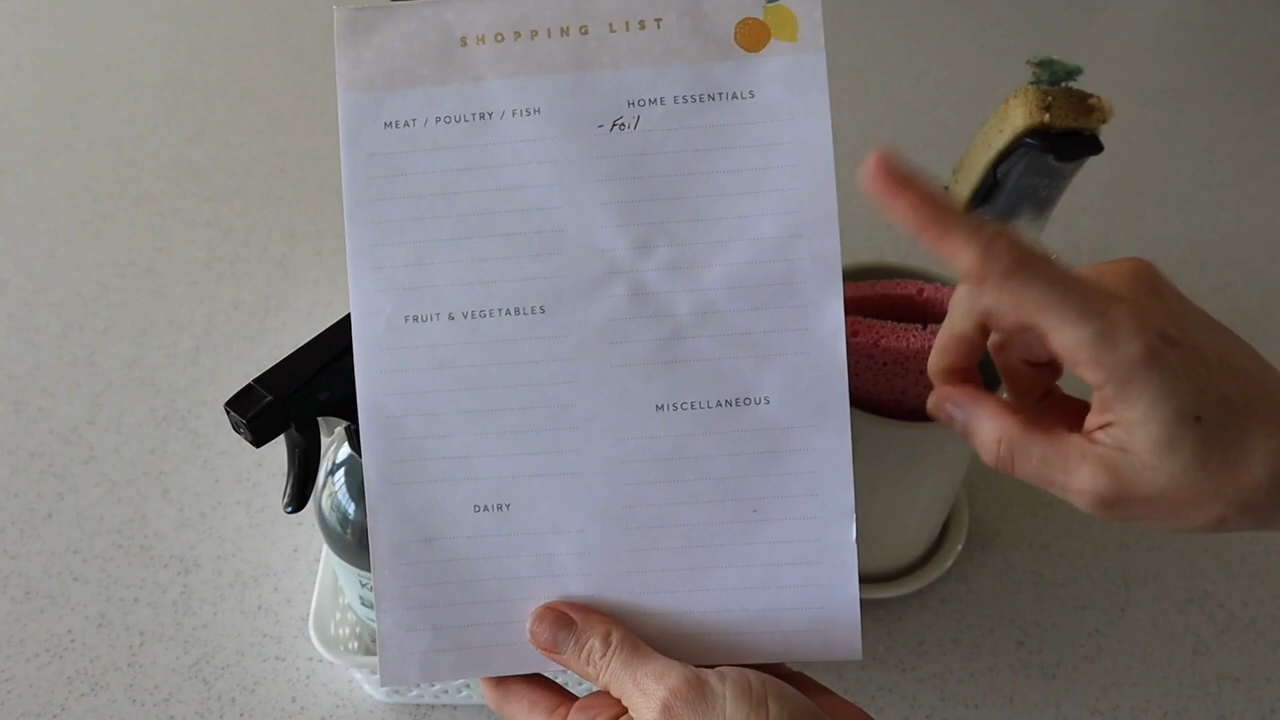 SHOPPING LIST
MEAT / POULTRY / FISH
FRUIT & VEGETABLES
DAIRY
HOME ESSENTIALS
- Foil
MISCELLANEOUS